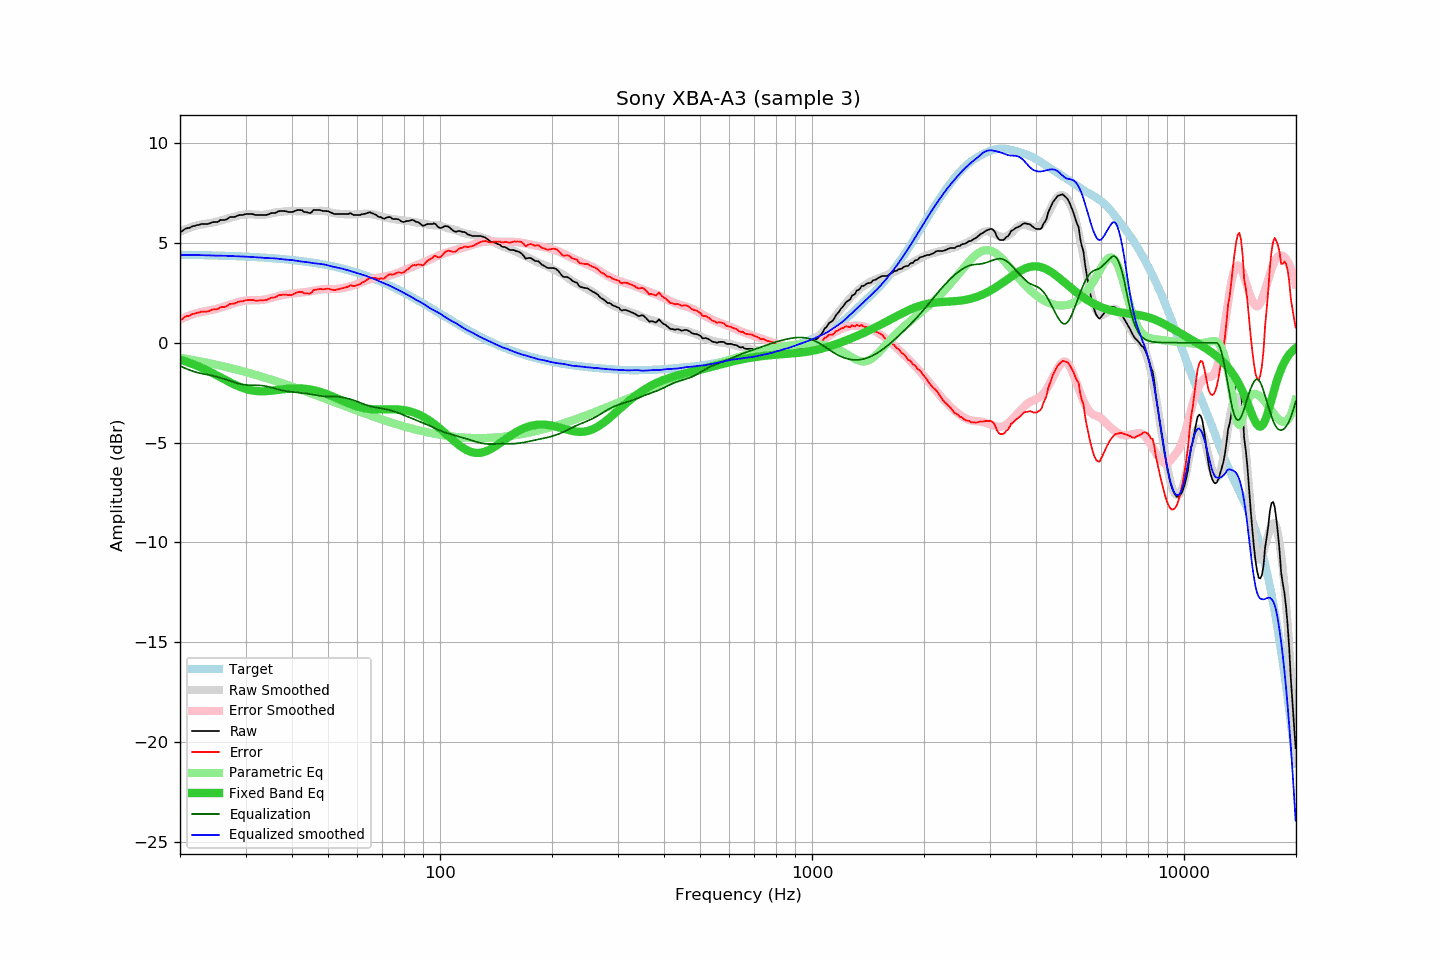 Sony XBA-A3 (sample 3)
10
5
0
−5
−10
−15
−20
−25
Amplitude (dBr)
Target
Raw Smoothed
Error Smoothed
Raw
Error
Parametric Eq
Fixed Band Eq
Equalization
Equalized smoothed
100
1000
10000
Frequency (Hz)